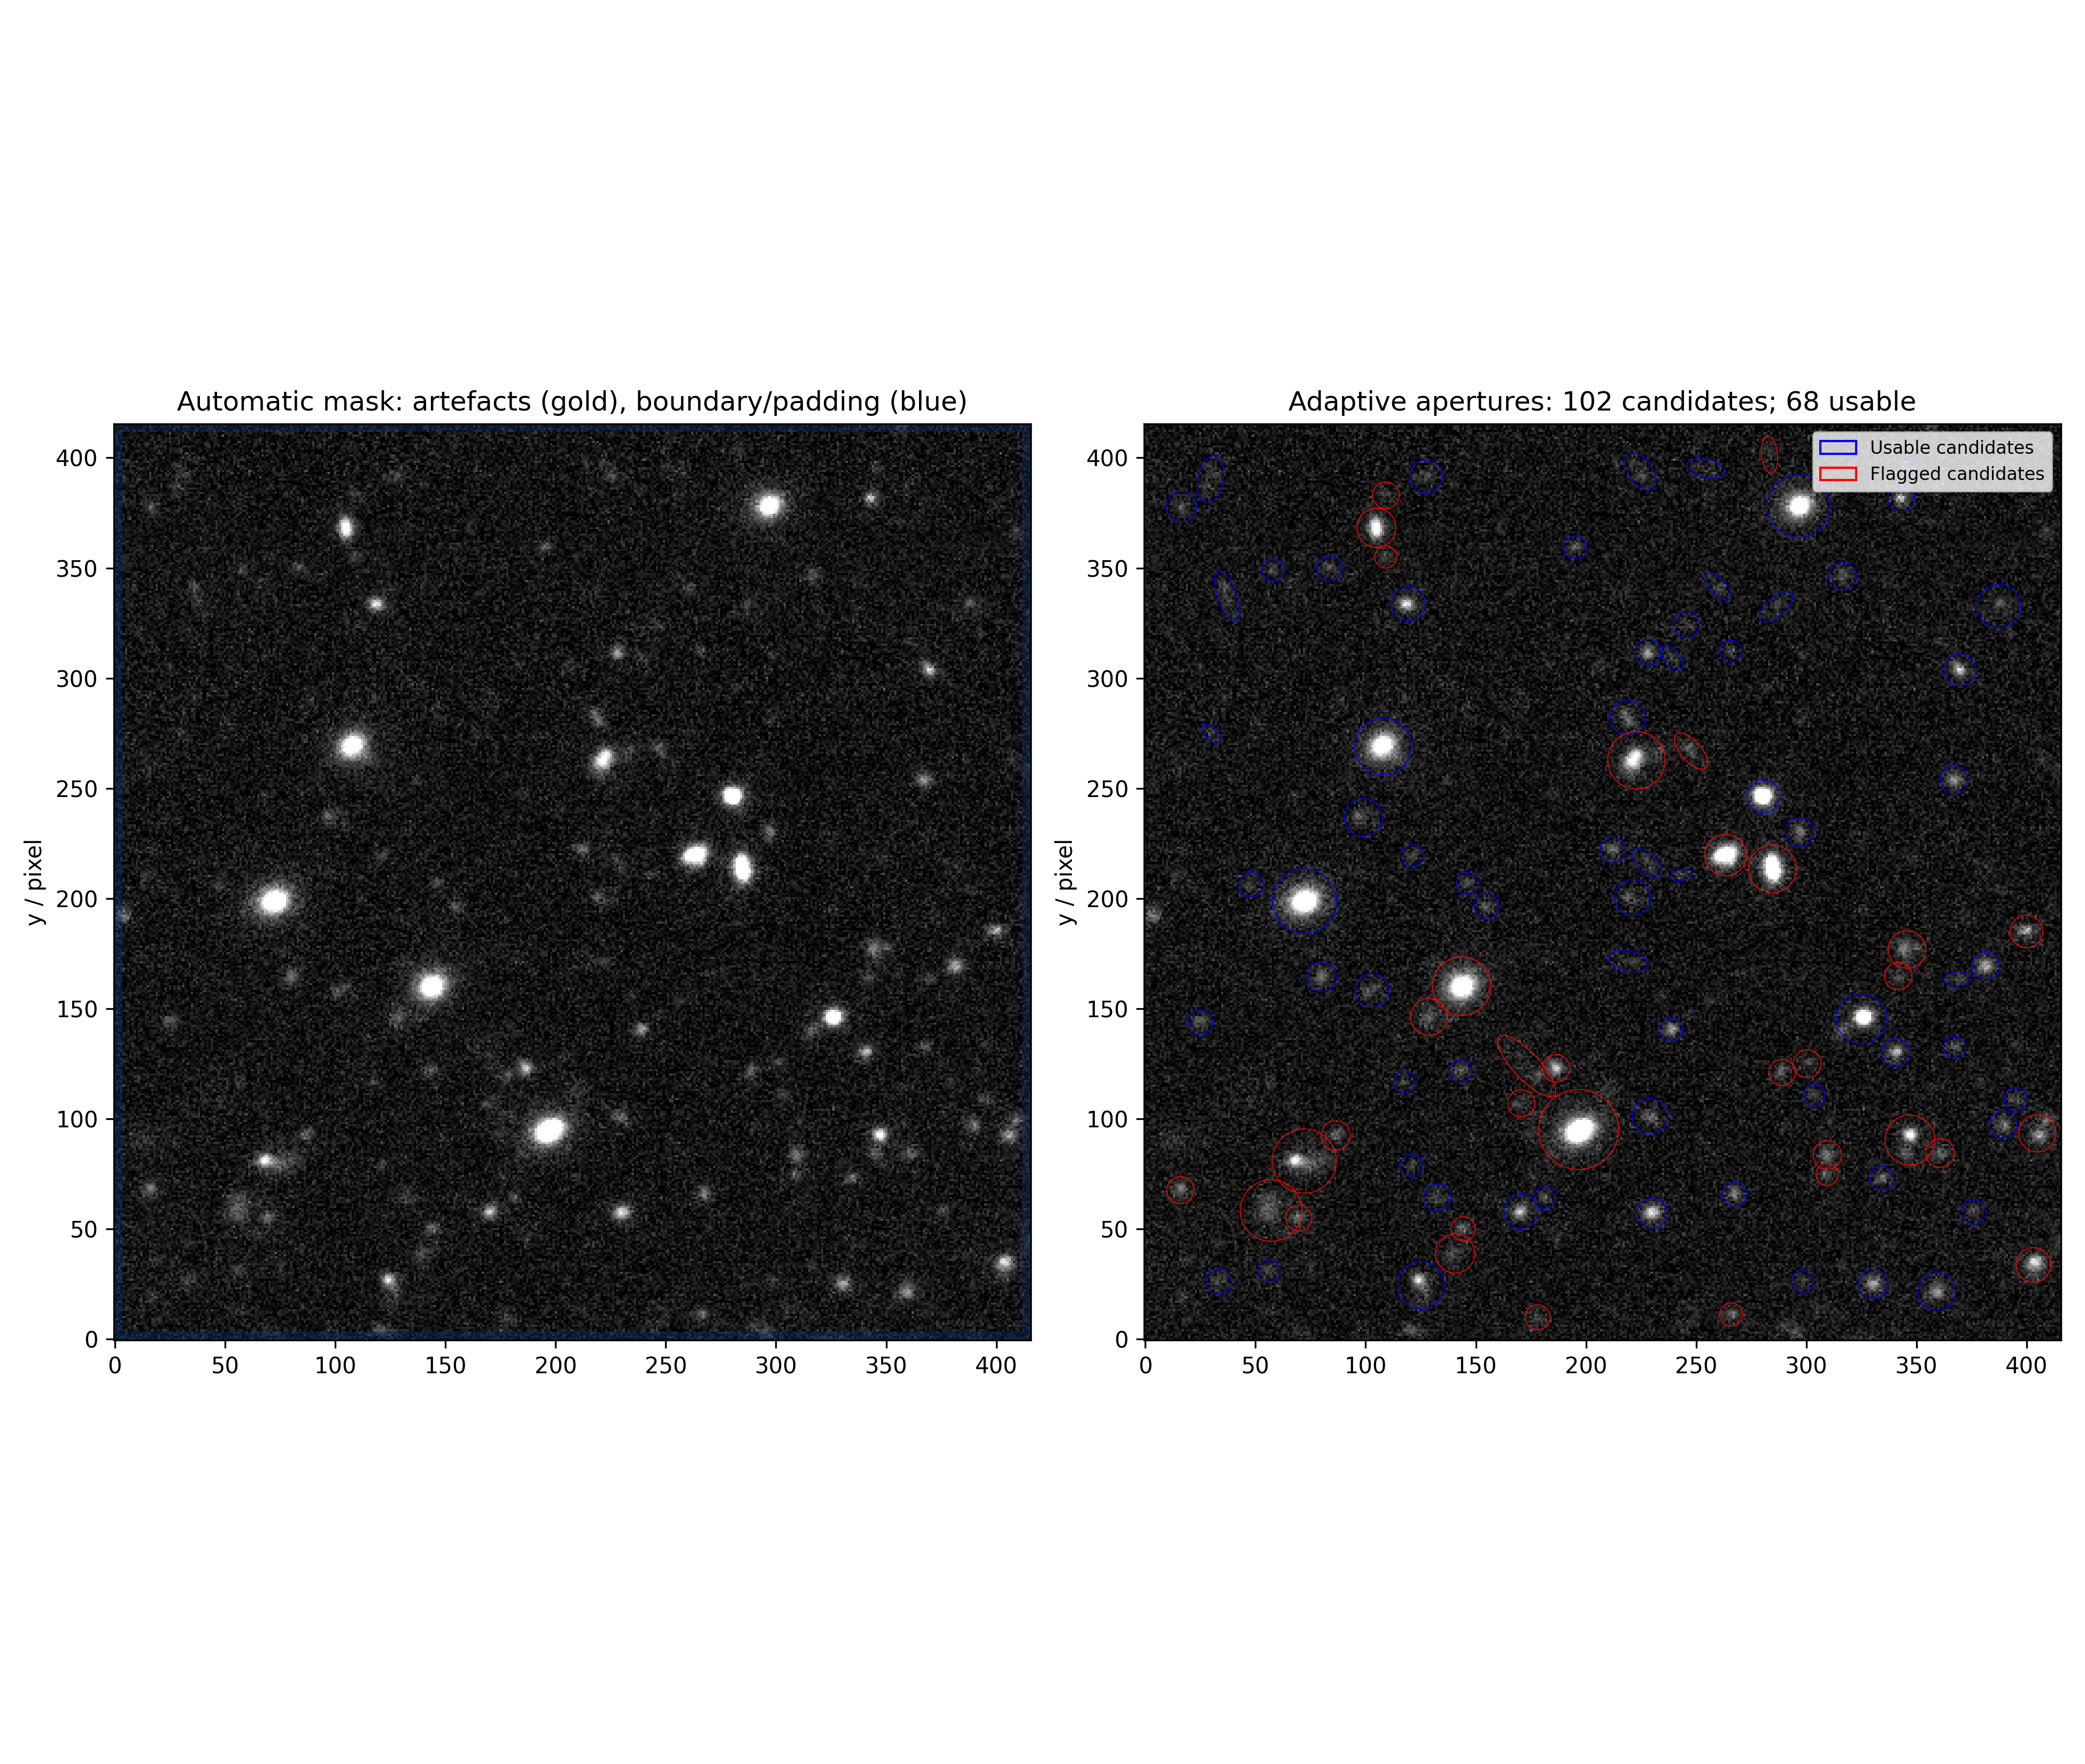 Automatic mask: artefacts (gold), boundary/padding (blue)
400
350
300
250
200
150
100
50
0
y / pixel
0 50 100 150 200 250 300 350 400
Adaptive apertures: 102 candidates; 68 usable
Usable candidates
Flagged candidates
400
350
300
250
200
150
100
50
0
y / pixel
0 50 100 150 200 250 300 350 400